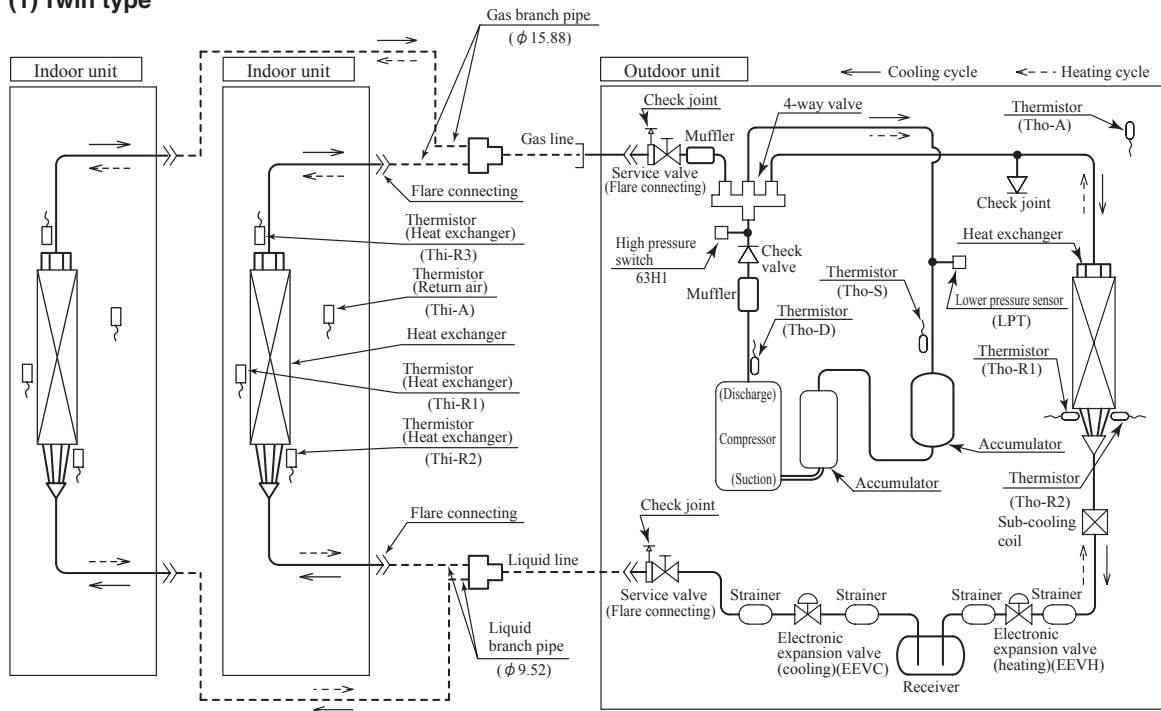 (1) Twin type
Gas branch pipe
(ϕ 15.88)
Indoor unit
Indoor unit
Outdoor unit
Cooling cycle
Heating cycle
Check joint
4-way valve
Thermistor
(Tho-A)
Muffler
Gas line
Service valve
(Flare connecting)
Flare connecting
Check joint
Thermistor
(Heat exchanger)
(Thi-R3)
High pressure
switch
63H1
Check
valve
Heat exchanger
Thermistor
(Return air)
(Thi-A)
Muffler
Thermistor
(Tho-S)
Lower pressure sensor
(LPT)
Thermistor
(Tho-D)
Heat exchanger
Thermistor
(Tho-R1)
Thermistor
(Heat exchanger)
(Thi-R1)
(Discharge)
Compressor
(Suction)
Thermistor
(Heat exchanger)
(Thi-R2)
Accumulator
Accumulator
Thermistor
(Tho-R2)
Sub-cooling
coil
Flare connecting
Check joint
Liquid line
Service valve
(Flare connecting)
Strainer
Strainer
Strainer
Strainer
Liquid
branch pipe
(ϕ9.52)
Electronic
expansion valve
(cooling)(EEVC)
Electronic
expansion valve
(heating)(EEVH)
Receiver